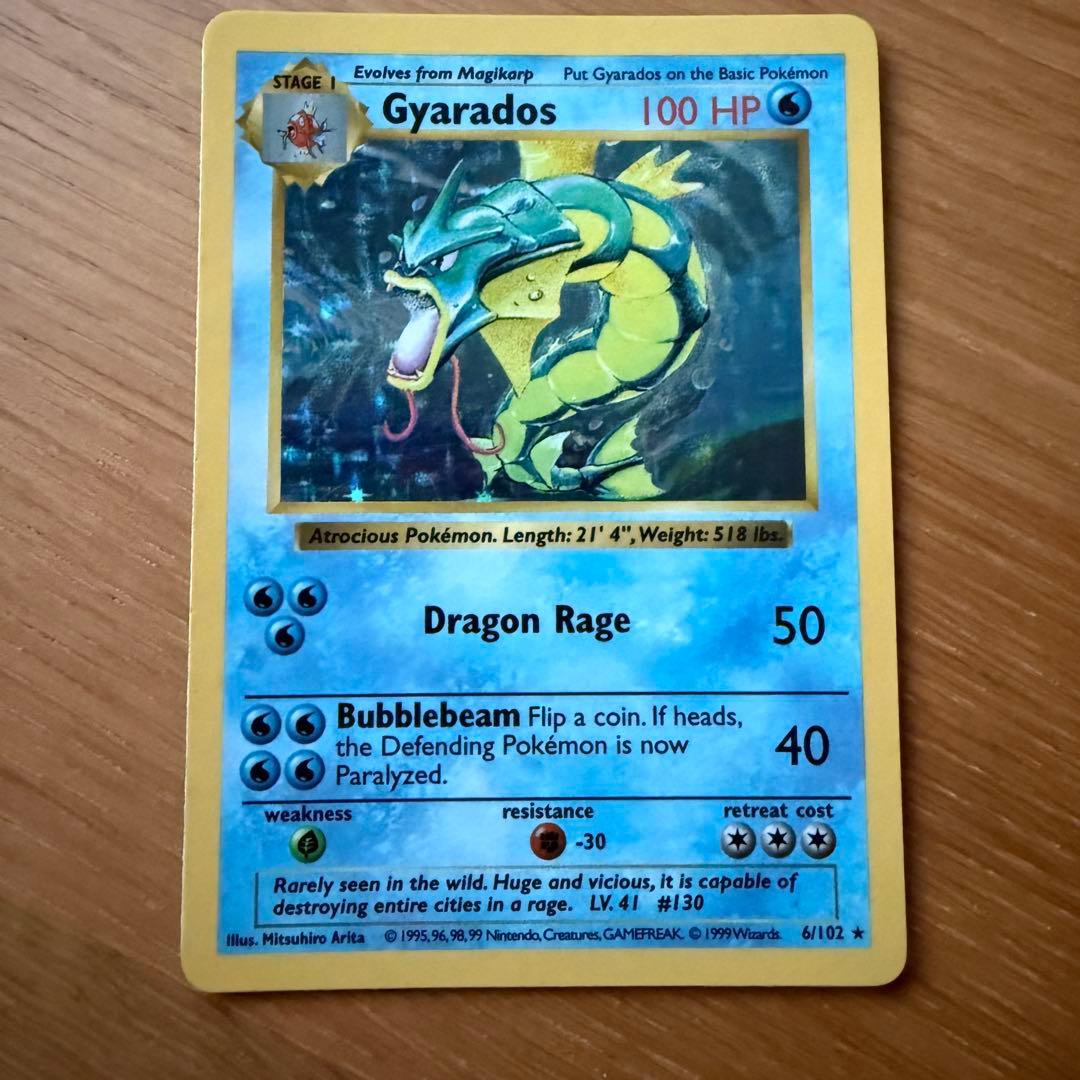 STAGE 1
Evolves from Magikarp
Put Gyarados on the Basic Pokémon
Gyarados
100 HP
Atrocious Pokémon. Length: 21' 4", Weight: 518 lbs.
Dragon Rage
50
Bubblebeam Flip a coin. If heads,
the Defending Pokémon is now
Paralyzed.
40
weakness
resistance
retreat cost
-30
Rarely seen in the wild. Huge and vicious, it is capable of
destroying entire cities in a rage. LV. 41 #130
Illus. Mitsuhiro Arita © 1995, 96, 98, 99 Nintendo, Creatures, GAMEFREAK. © 1999 Wizards. 6/102 ★